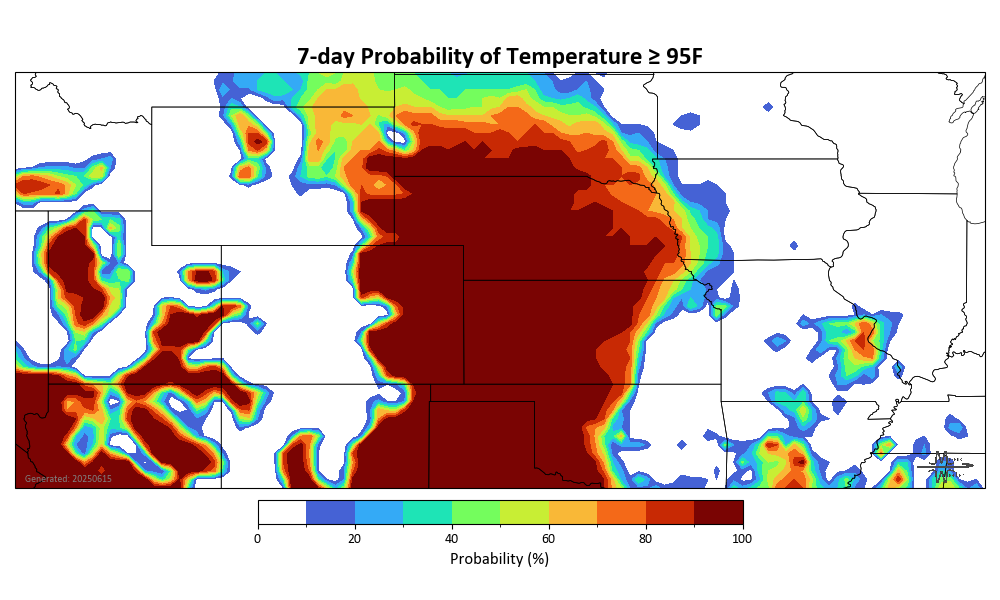 7-day Probability of Temperature ≥ 95F
Generated: 20250615
0 20 40 60 80 100
Probability (%)